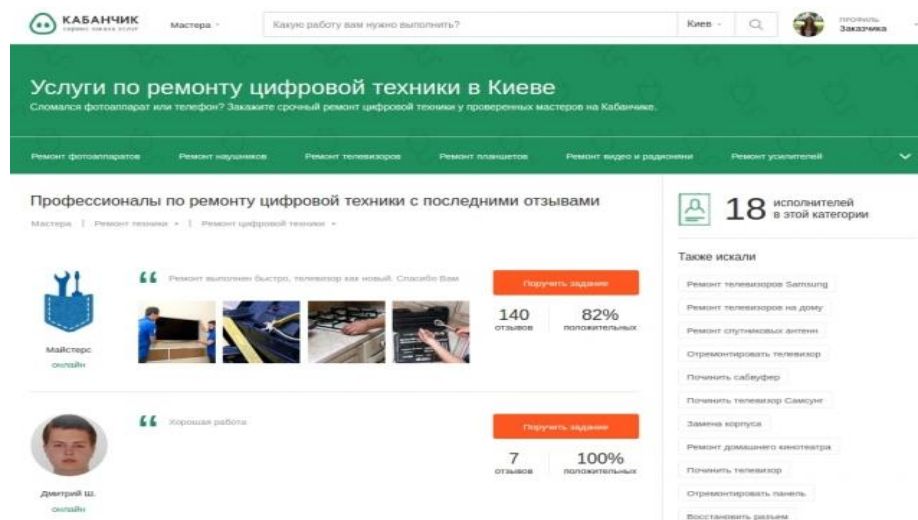 КАБАНЧИК
сервис заказа услуг
Мастера
Какую работу вам нужно выполнить?
Киев
ПРОФИЛЬ
Заказчика
Услуги по ремонту цифровой техники в Киеве
Сломался фотоаппарат или телефон? Закажите срочный ремонт цифровой техники у проверенных мастеров на Кабанчике.
Ремонт фотоаппаратов
Ремонт наушников
Ремонт телевизоров
Ремонт планшетов
Ремонт видео и радионяни
Ремонт усилителей
Профессионалы по ремонту цифровой техники с последними отзывами
Мастера | Ремонт техники | Ремонт цифровой техники
Ремонт выполнен быстро, телевизор как новый. Спасибо Вам
Поручить задание
140
отзывов
82%
положительных
Майстерс
онлайн
Хорошая работа
Поручить задание
7
отзывов
100%
положительных
Дмитрий Ш.
онлайн
18 исполнителей
в этой категории
Также искали
Ремонт телевизоров Samsung
Ремонт телевизоров на дому
Ремонт спутниковых антенн
Отремонтировать телевизор
Починить сабвуфер
Починить телевизор Самсунг
Замена корпуса
Ремонт домашнего кинотеатра
Починить телевизор
Отремонтировать панель
Восстановить разъем